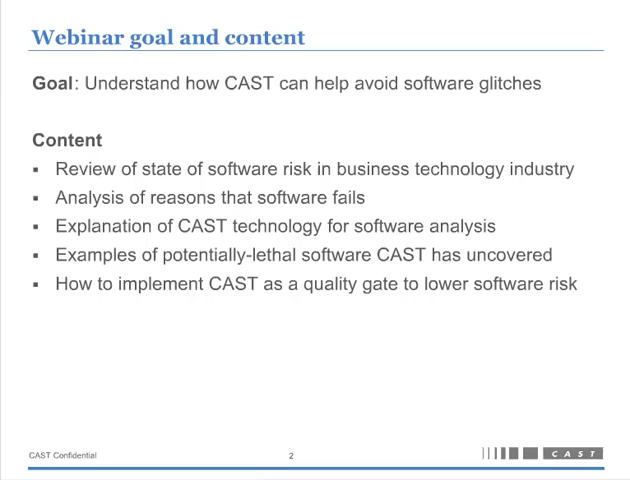 Webinar goal and content
Goal: Understand how CAST can help avoid software glitches
Content
▪ Review of state of software risk in business technology industry
▪ Analysis of reasons that software fails
▪ Explanation of CAST technology for software analysis
▪ Examples of potentially-lethal software CAST has uncovered
▪ How to implement CAST as a quality gate to lower software risk
CAST Confidential
2
CAST